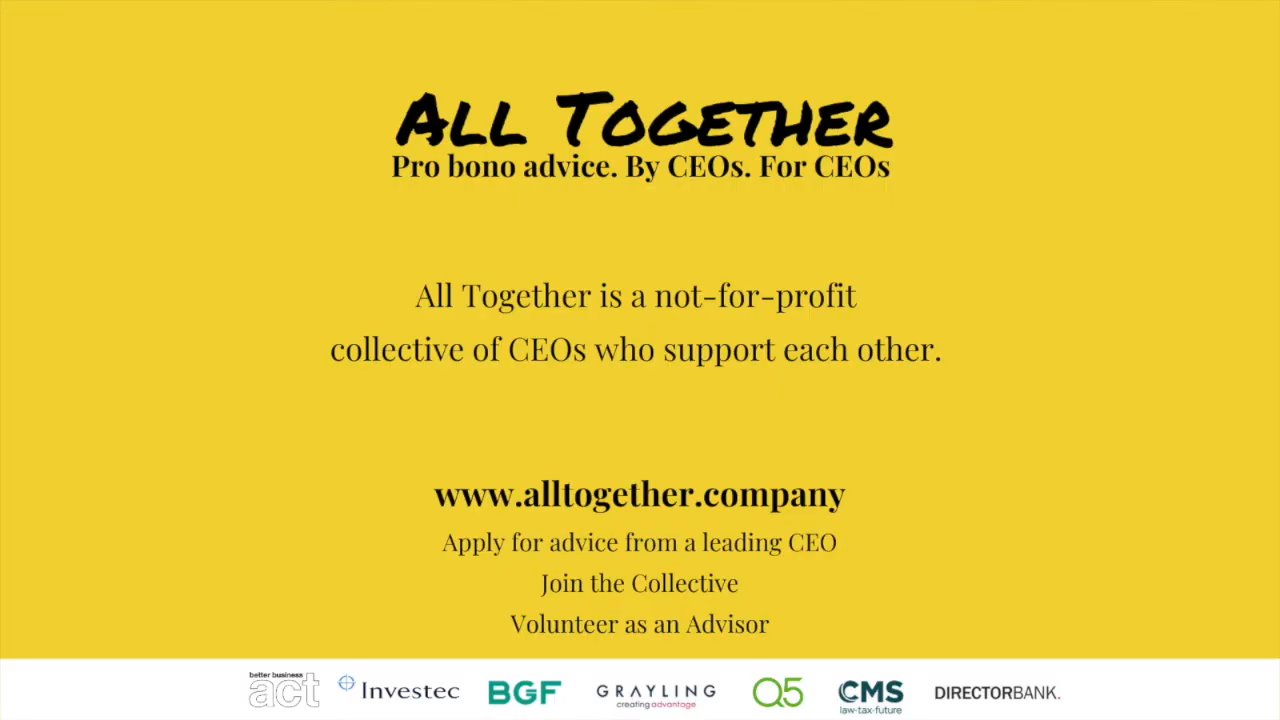 All Together
Pro bono advice. By CEOs. For CEOs
All Together is a not-for-profit
collective of CEOs who support each other.
www.alltogether.company
Apply for advice from a leading CEO
Join the Collective
Volunteer as an Advisor
better business
act
Investec
BGF
GRAYLING
creating advantage
Q5
CMS
law·tax·future
DIRECTORBANK.